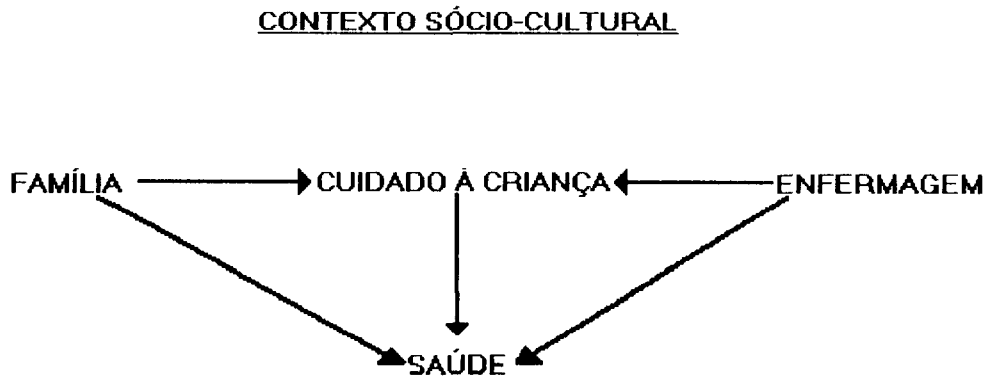 CONTEXTO SÓCIO-CULTURAL
FAMÍLIA CUIDADO À CRIANÇA ENFERMAGEM
SAÚDE